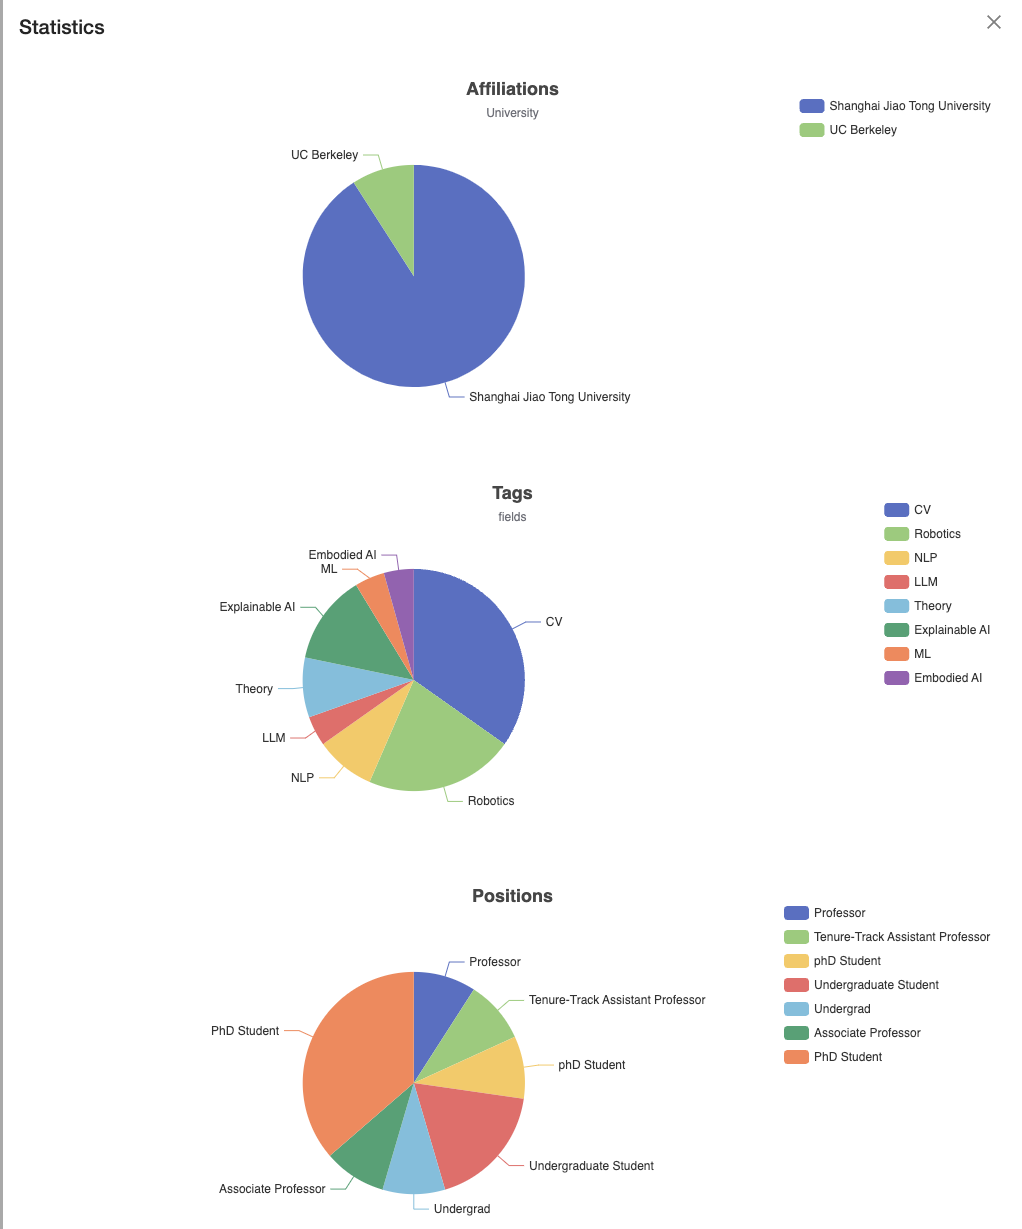 Statistics
Affiliations
University
Shanghai Jiao Tong University
UC Berkeley
UC Berkeley
Shanghai Jiao Tong University
Tags
fields
CV
Robotics
NLP
LLM
Theory
Explainable AI
ML
Embodied AI
Embodied AI
ML
Explainable AI
CV
Theory
LLM
NLP
Robotics
Positions
Professor
Tenure-Track Assistant Professor
phD Student
Undergraduate Student
Undergrad
Associate Professor
PhD Student
Professor
Tenure-Track Assistant Professor
PhD Student
phD Student
Undergraduate Student
Associate Professor
Undergrad